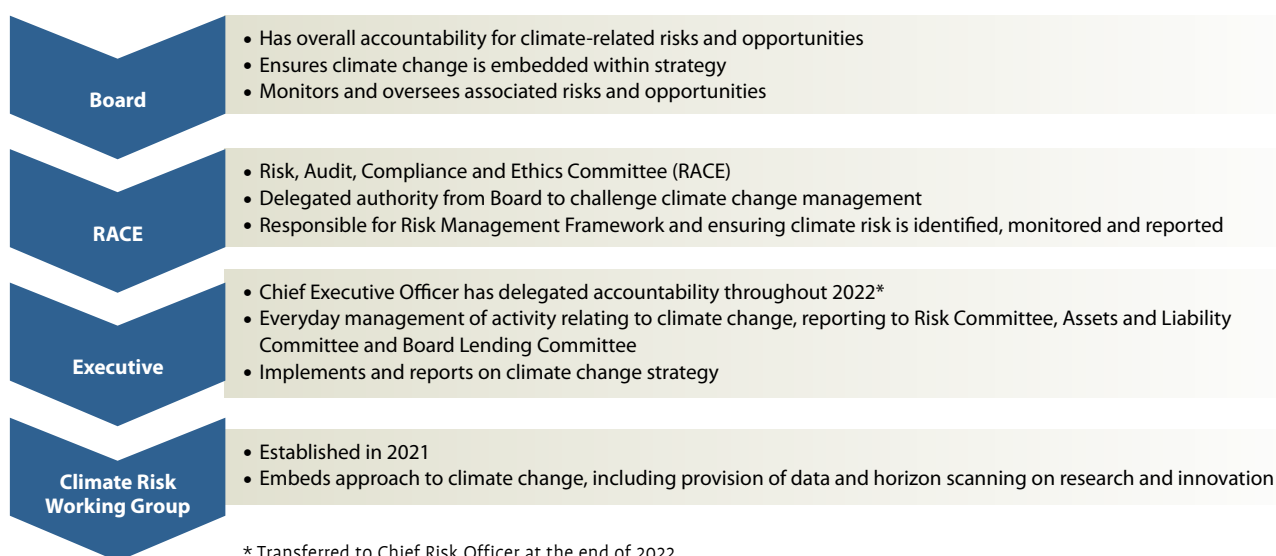 Board
• Has overall accountability for climate-related risks and opportunities
• Ensures climate change is embedded within strategy
• Monitors and oversees associated risks and opportunities
RACE
• Risk, Audit, Compliance and Ethics Committee (RACE)
• Delegated authority from Board to challenge climate change management
• Responsible for Risk Management Framework and ensuring climate risk is identified, monitored and reported
Executive
• Chief Executive Officer has delegated accountability throughout 2022*
• Everyday management of activity relating to climate change, reporting to Risk Committee, Assets and Liability
Committee and Board Lending Committee
• Implements and reports on climate change strategy
Climate Risk
Working Group
• Established in 2021
• Embeds approach to climate change, including provision of data and horizon scanning on research and innovation
* Transferred to Chief Risk Officer at the end of 2022